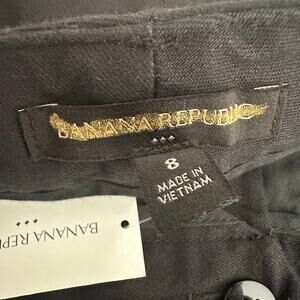 BANANA REPUBLIC
8
MADE IN
VIETNAM
BANANA REPU